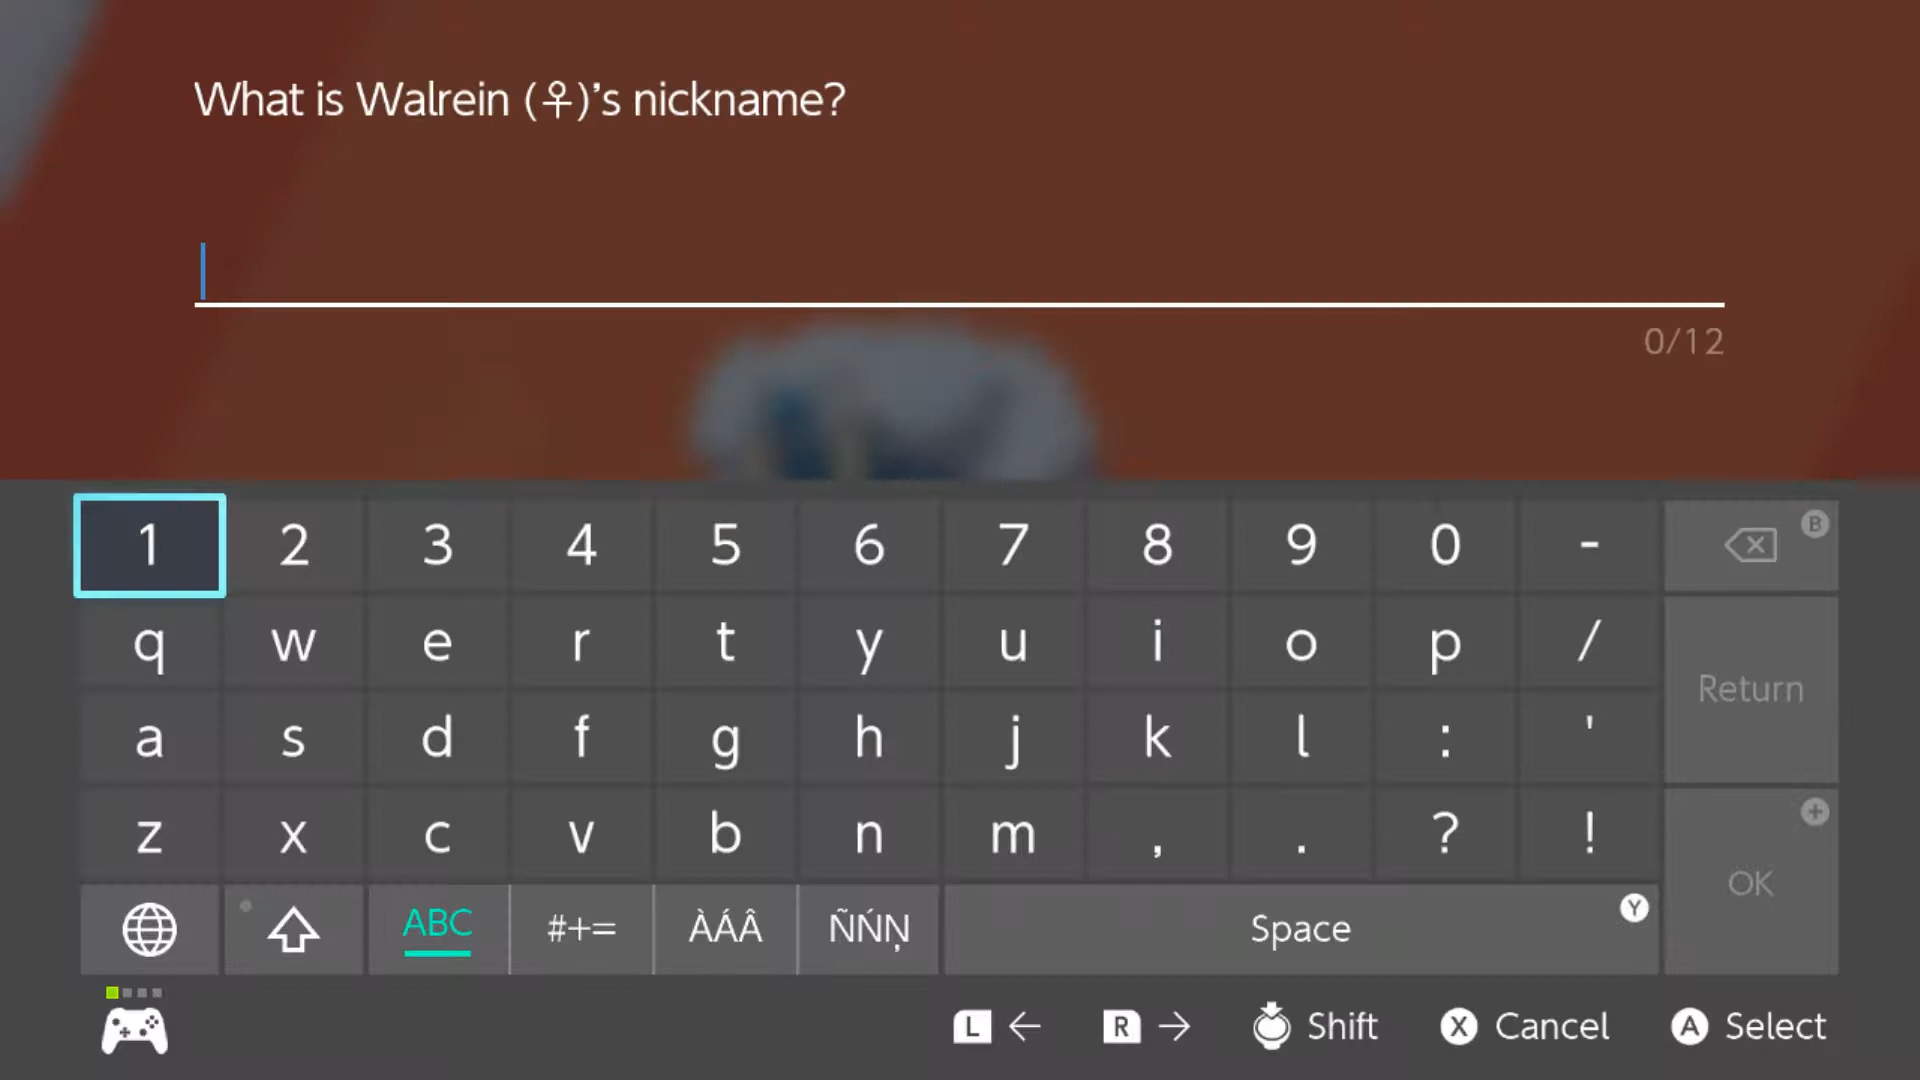 What is Walrein (♀)’s nickname?
0/12
1 2 3 4 5 6 7 8 9 0 - B
q w e r t y u i o p / Return
a s d f g h j k l : '
z x c v b n m , . ? ! +
ABC #+= ÀÁÂ ÑŃŅ Space Y OK
L ← R → Shift X Cancel A Select